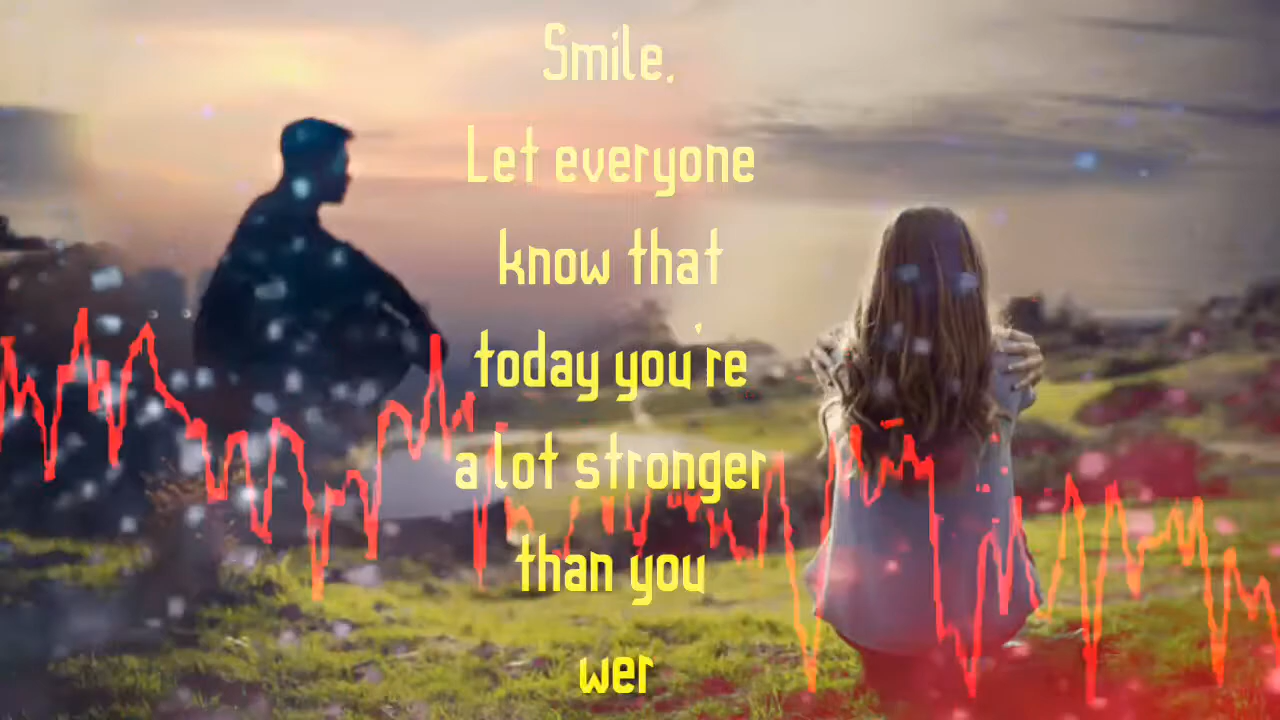 Smile,
Let everyone
know that
today you're
a lot stronger
than you
wer